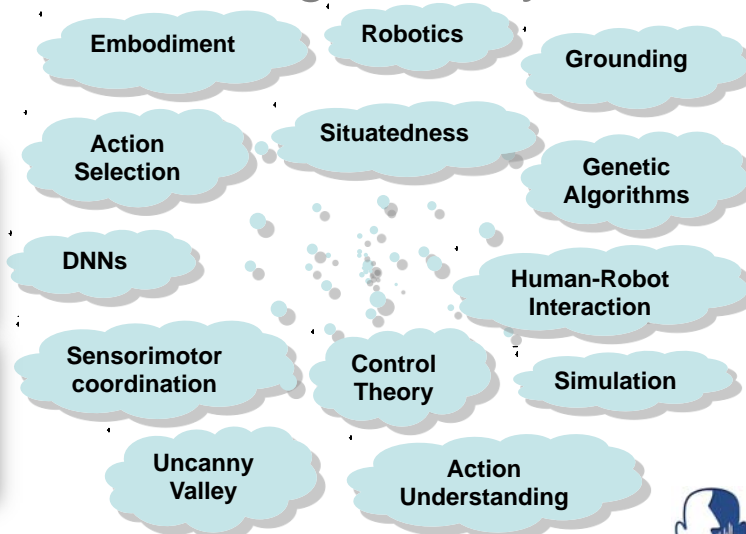 Embodiment
Robotics
Grounding
Action
Selection
Situatedness
Genetic
Algorithms
DNNs
Human-Robot
Interaction
Sensorimotor
coordination
Control
Theory
Simulation
Uncanny
Valley
Action
Understanding